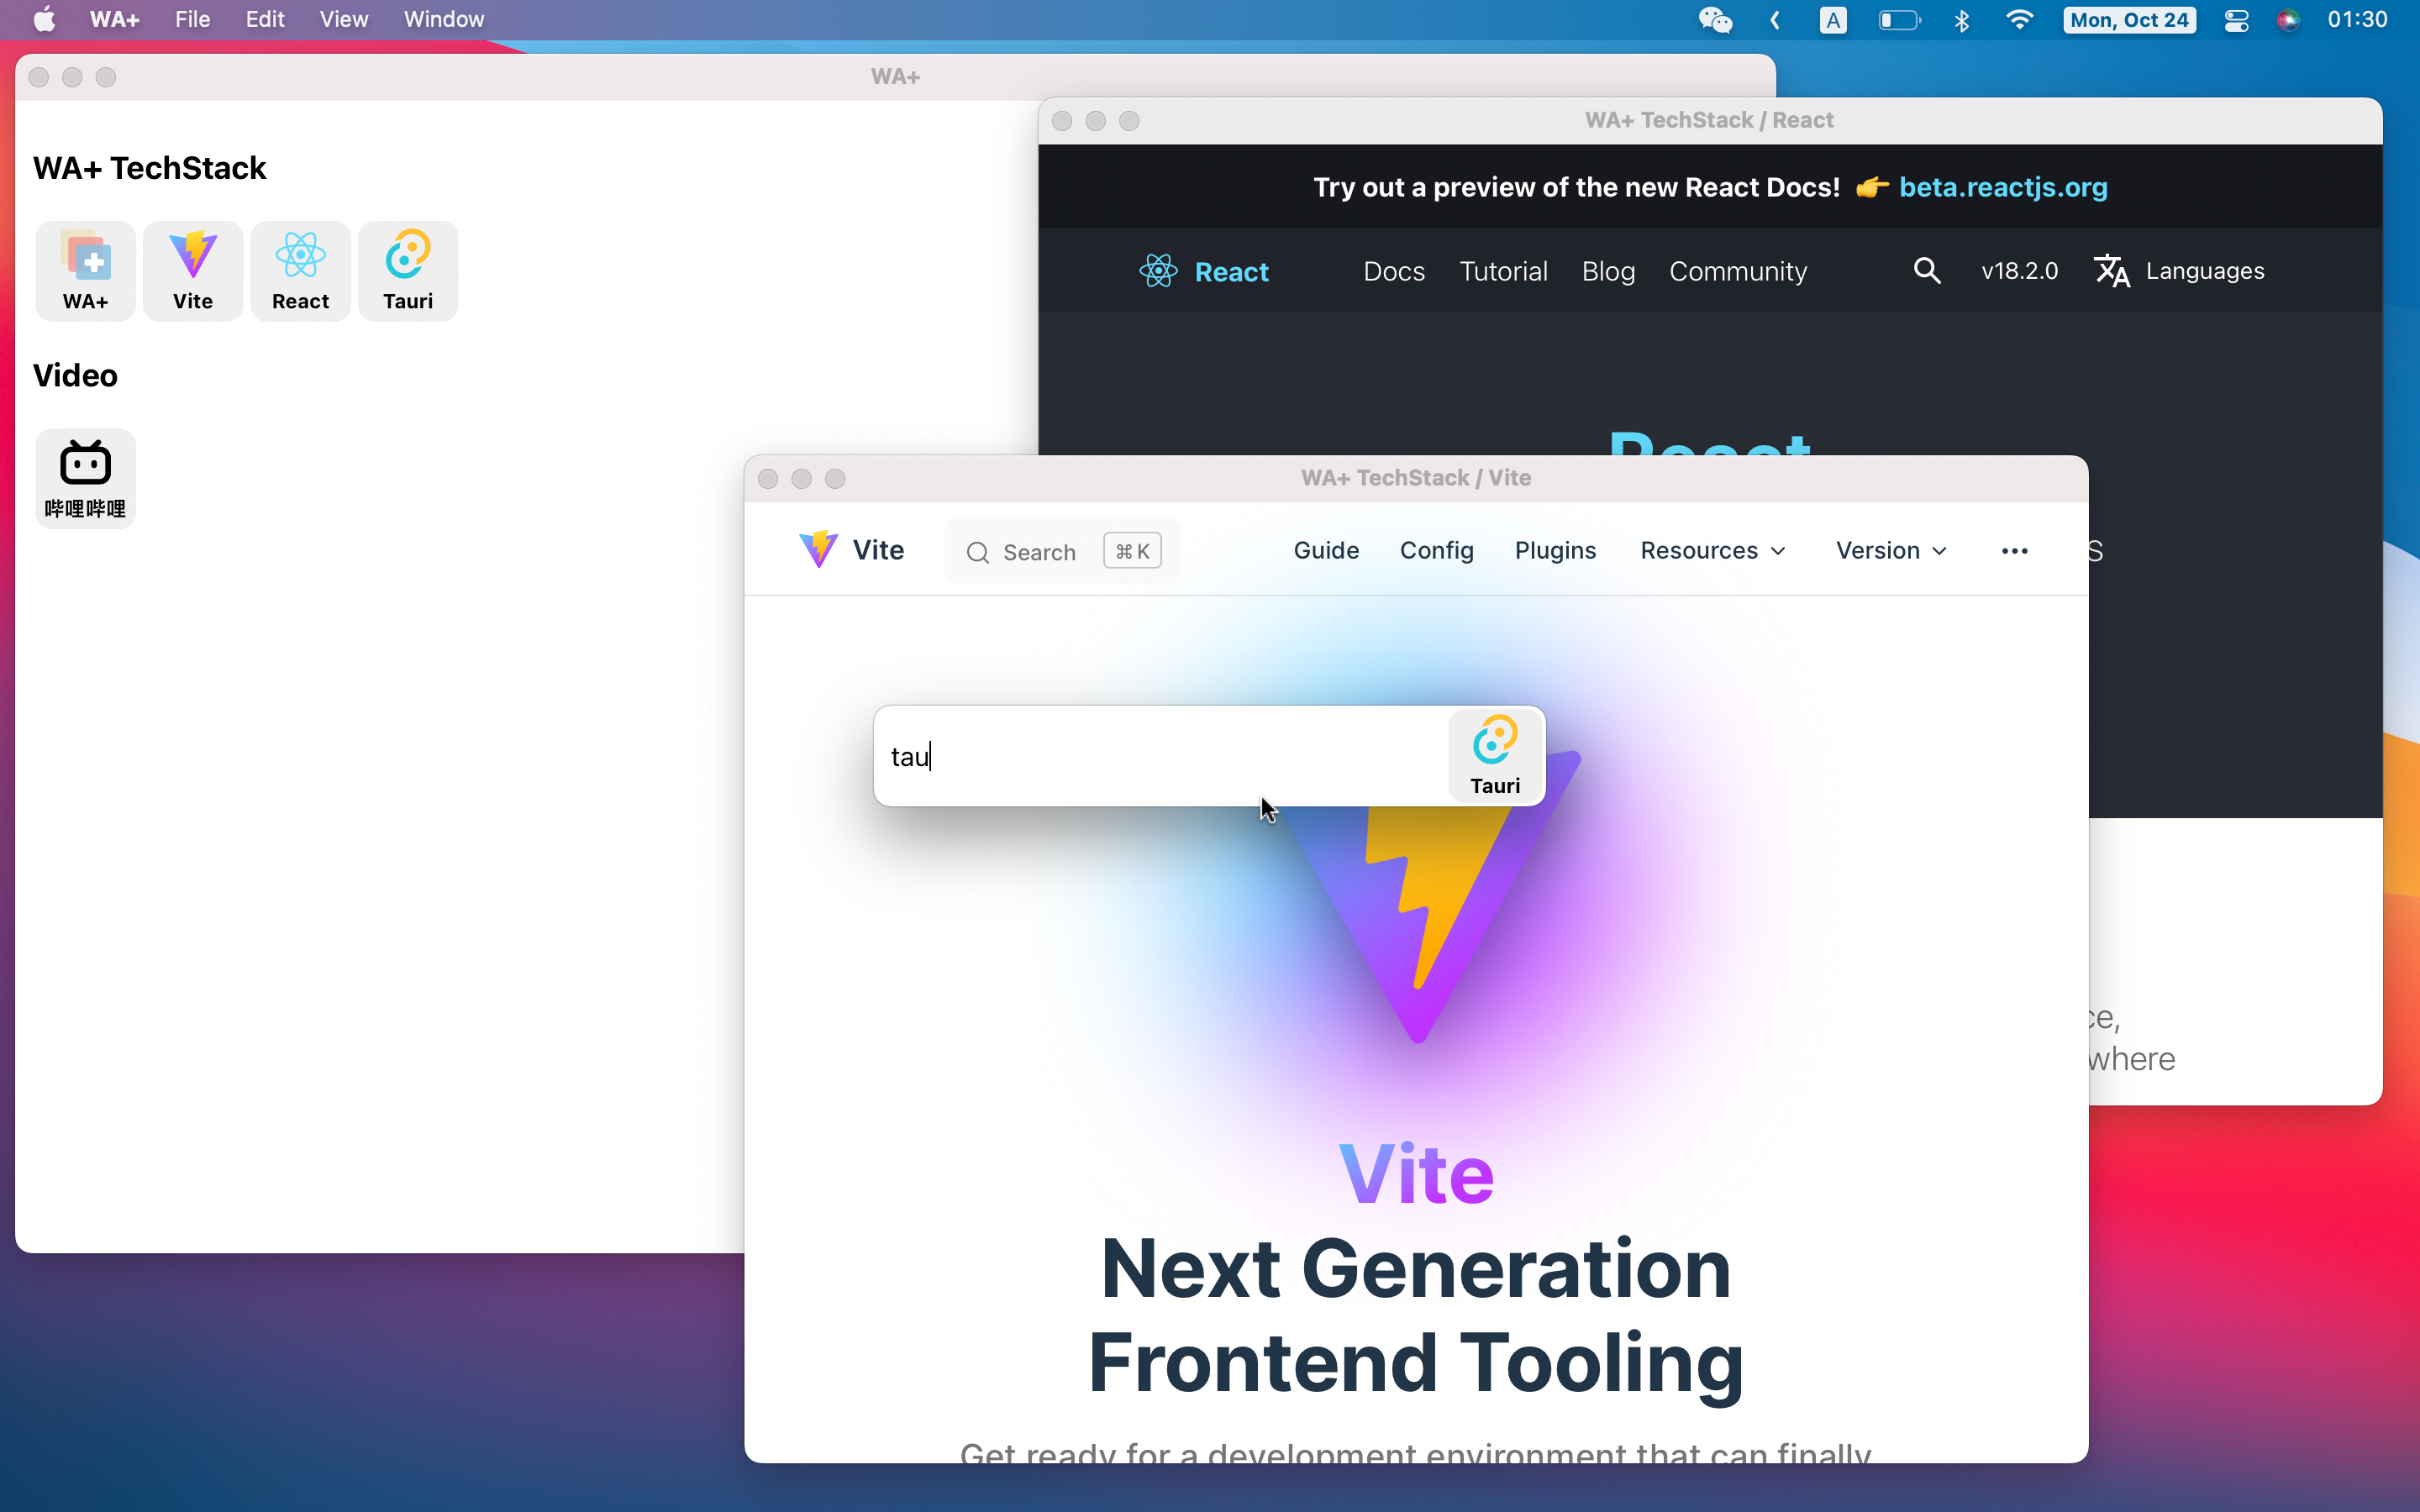 WA+ File Edit View Window
A Mon, Oct 24 01:30
WA+
WA+ TechStack
WA+ Vite React Tauri
Video
哔哩哔哩
WA+ TechStack / React
Try out a preview of the new React Docs! 👉 beta.reactjs.org
React Docs Tutorial Blog Community v18.2.0 Languages
React
s
ce,
where
WA+ TechStack / Vite
Vite Search ⌘ K Guide Config Plugins Resources Version •••
tau
Tauri
Vite
Next Generation
Frontend Tooling
Get ready for a development environment that can finally